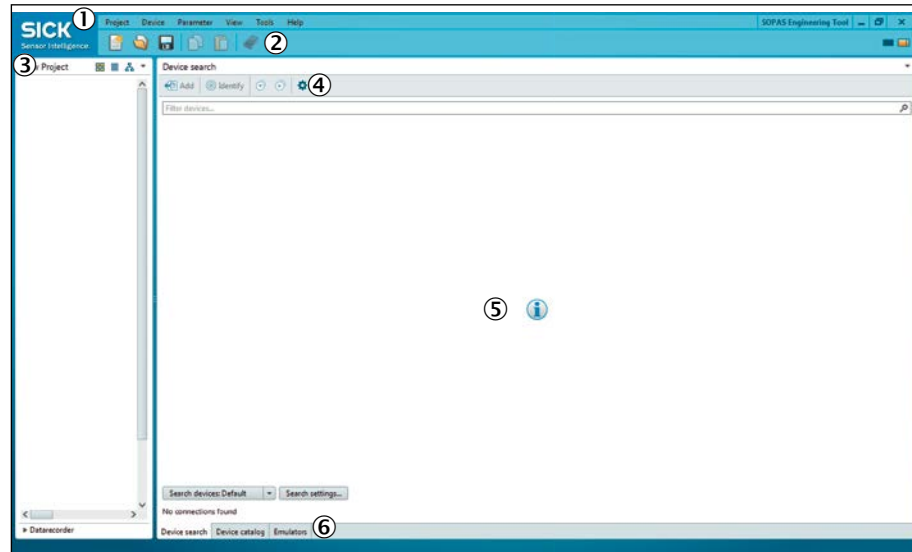 SICK
Sensor Intelligence
①
Project Device Parameter View Tools Help
SOPAS Engineering Tool
②
③
Project
Device search
Add Identify
④
Filter devices...
⑤
Search devices: Default Search settings...
No connections found
Datarecorder
Device search Device catalog Emulators
⑥